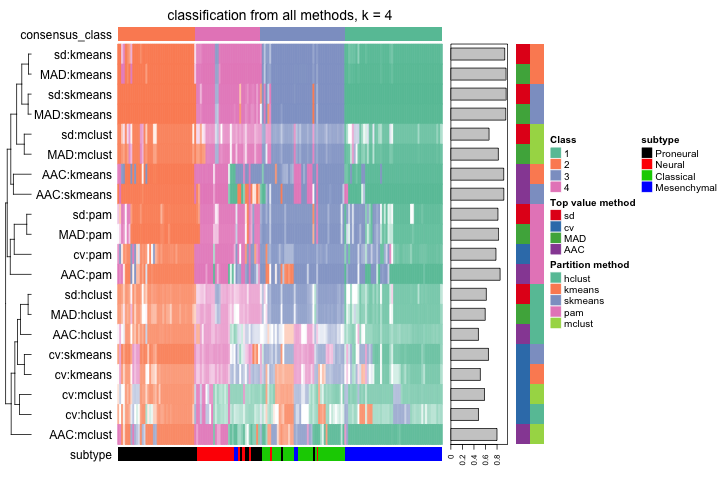 classification from all methods, k = 4
consensus_class
sd:kmeans
MAD:kmeans
sd:skmeans
MAD:skmeans
sd:mclust
MAD:mclust
AAC:kmeans
AAC:skmeans
sd:pam
MAD:pam
cv:pam
AAC:pam
sd:hclust
MAD:hclust
AAC:hclust
cv:skmeans
cv:kmeans
cv:mclust
cv:hclust
AAC:mclust
subtype
0
0.2
0.4
0.6
0.8
Class
1
2
3
4
Top value method
sd
cv
MAD
AAC
Partition method
hclust
kmeans
skmeans
pam
mclust
subtype
Proneural
Neural
Classical
Mesenchymal